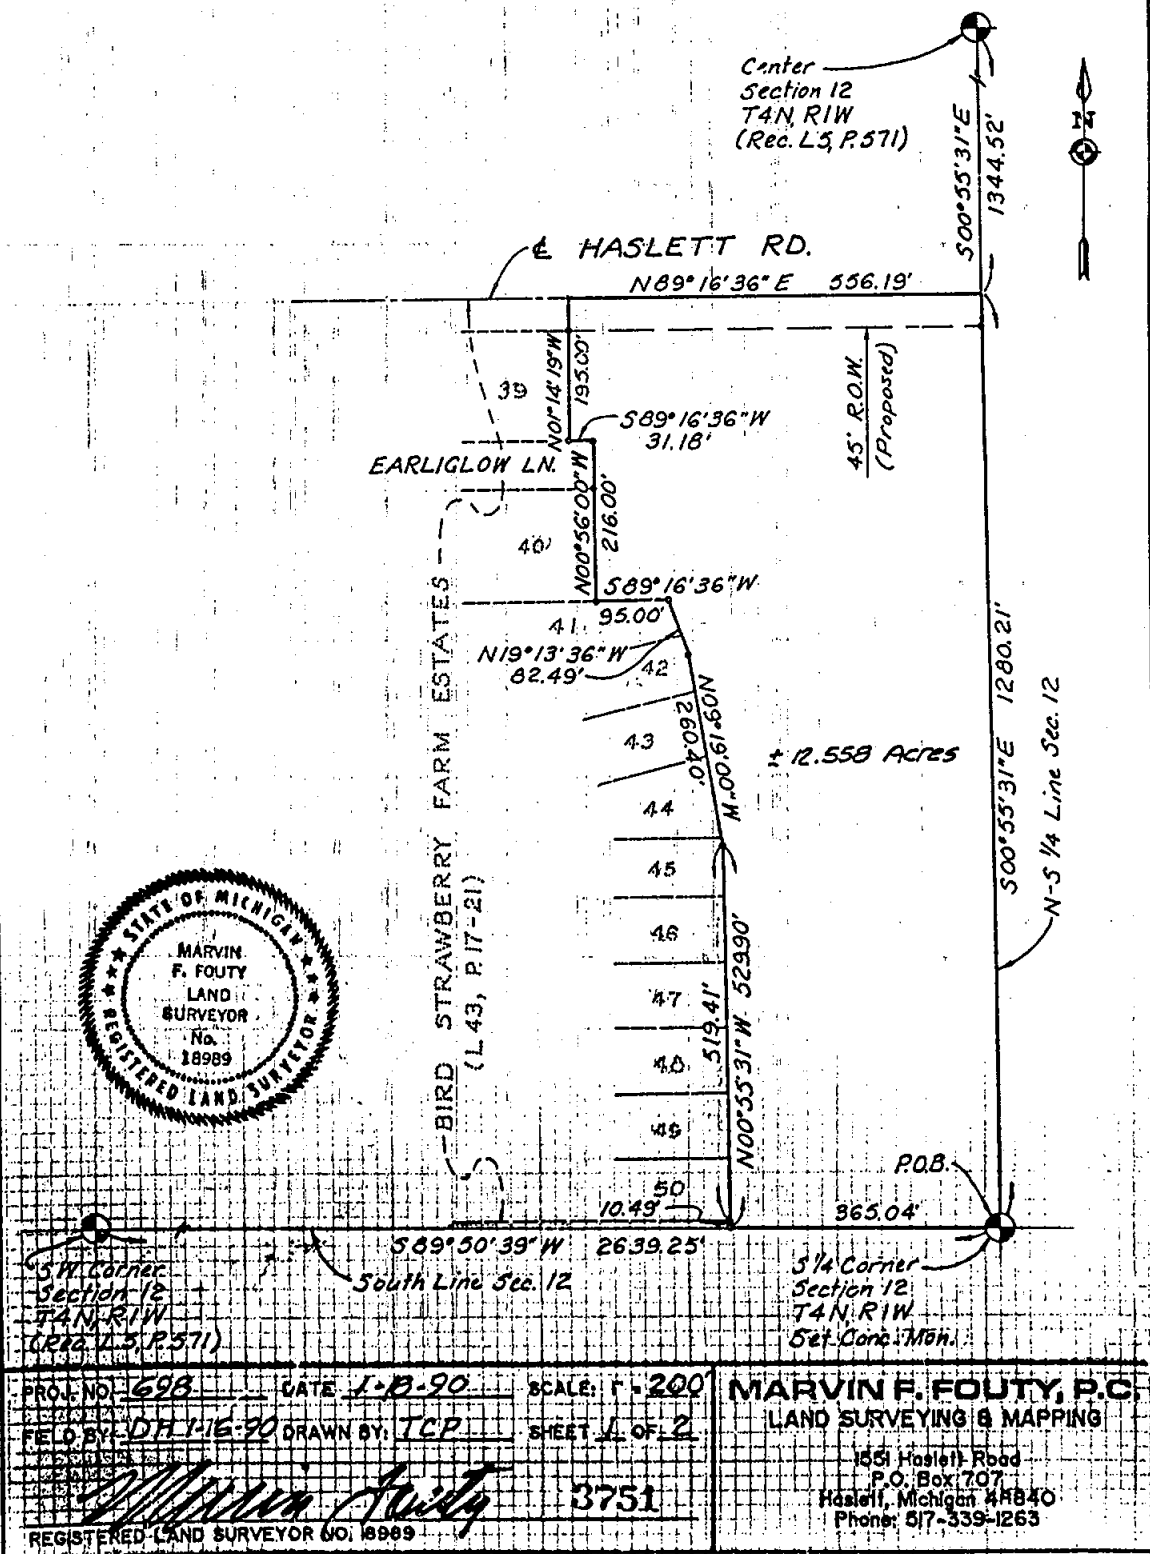 Center
Section 12
T4N, R1W
(Rec. L5, P.571)
S00°55'31"E
1344.52'
N
℄ HASLETT RD.
N89°16'36"E 556.19'
45' R.O.W.
(Proposed)
39
N01°14'19"W
195.00'
S89°16'36"W
31.18'
EARLIGLOW LN.
N00°56'00"W
216.00'
40
S89°16'36"W
95.00'
41
N19°13'36"W
82.49'
42
N09°19'00"W
260.40'
43
± 12.558 Acres
44
45
46
47
48
49
50
519.41'
N00°55'31"W 529.90'
S00°55'31"E 1280.21'
N-S 1/4 Line Sec. 12
BIRD STRAWBERRY FARM ESTATES
(L43, P.17-21)
STATE OF MICHIGAN
REGISTERED LAND SURVEYOR
MARVIN
F. FOUTY
LAND
SURVEYOR
No.
18989
P.O.B.
10.49'
365.04'
S89°50'39"W 2639.25'
South Line Sec. 12
SW Corner
Section 12
T4N, R1W
(Rec. L5, P.571)
S 1/4 Corner
Section 12
T4N, R1W
Set Conc. Mon.
PROJ. NO. 698 DATE 1-18-90 SCALE: 1" = 200'
FIELD BY: DH 1-16-90 DRAWN BY: TCP SHEET 1 OF 2
3751
REGISTERED LAND SURVEYOR NO. 18989
MARVIN F. FOUTY, P.C.
LAND SURVEYING & MAPPING
1551 Haslett Road
P.O. Box 707
Haslett, Michigan 48840
Phone: 517-339-1263